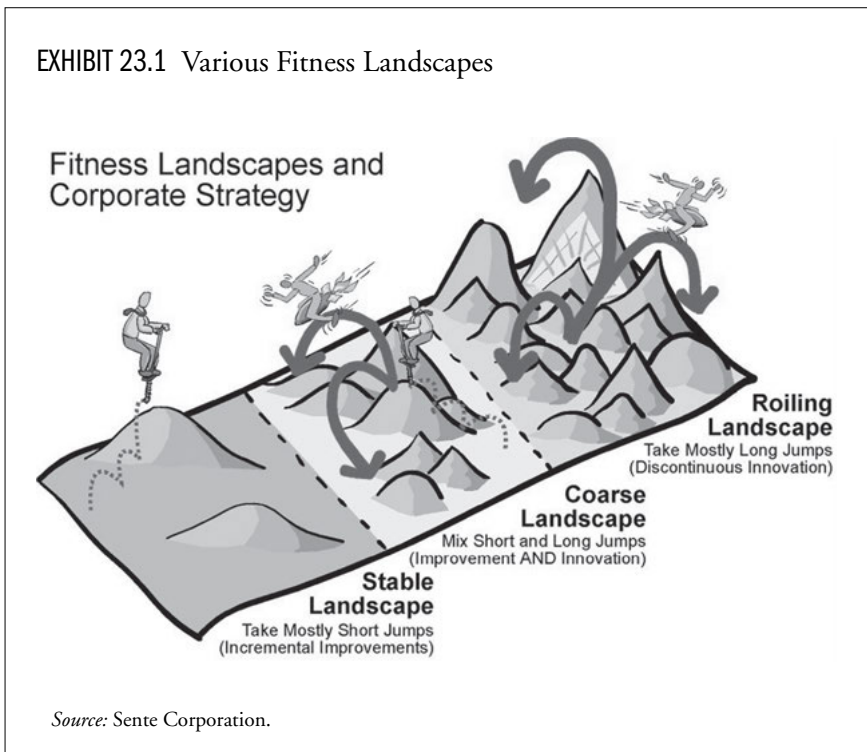 EXHIBIT 23.1 Various Fitness Landscapes
Fitness Landscapes and
Corporate Strategy
Roiling
Landscape
Take Mostly Long Jumps
(Discontinuous Innovation)
Coarse
Landscape
Mix Short and Long Jumps
(Improvement AND Innovation)
Stable
Landscape
Take Mostly Short Jumps
(Incremental Improvements)
Source: Sente Corporation.